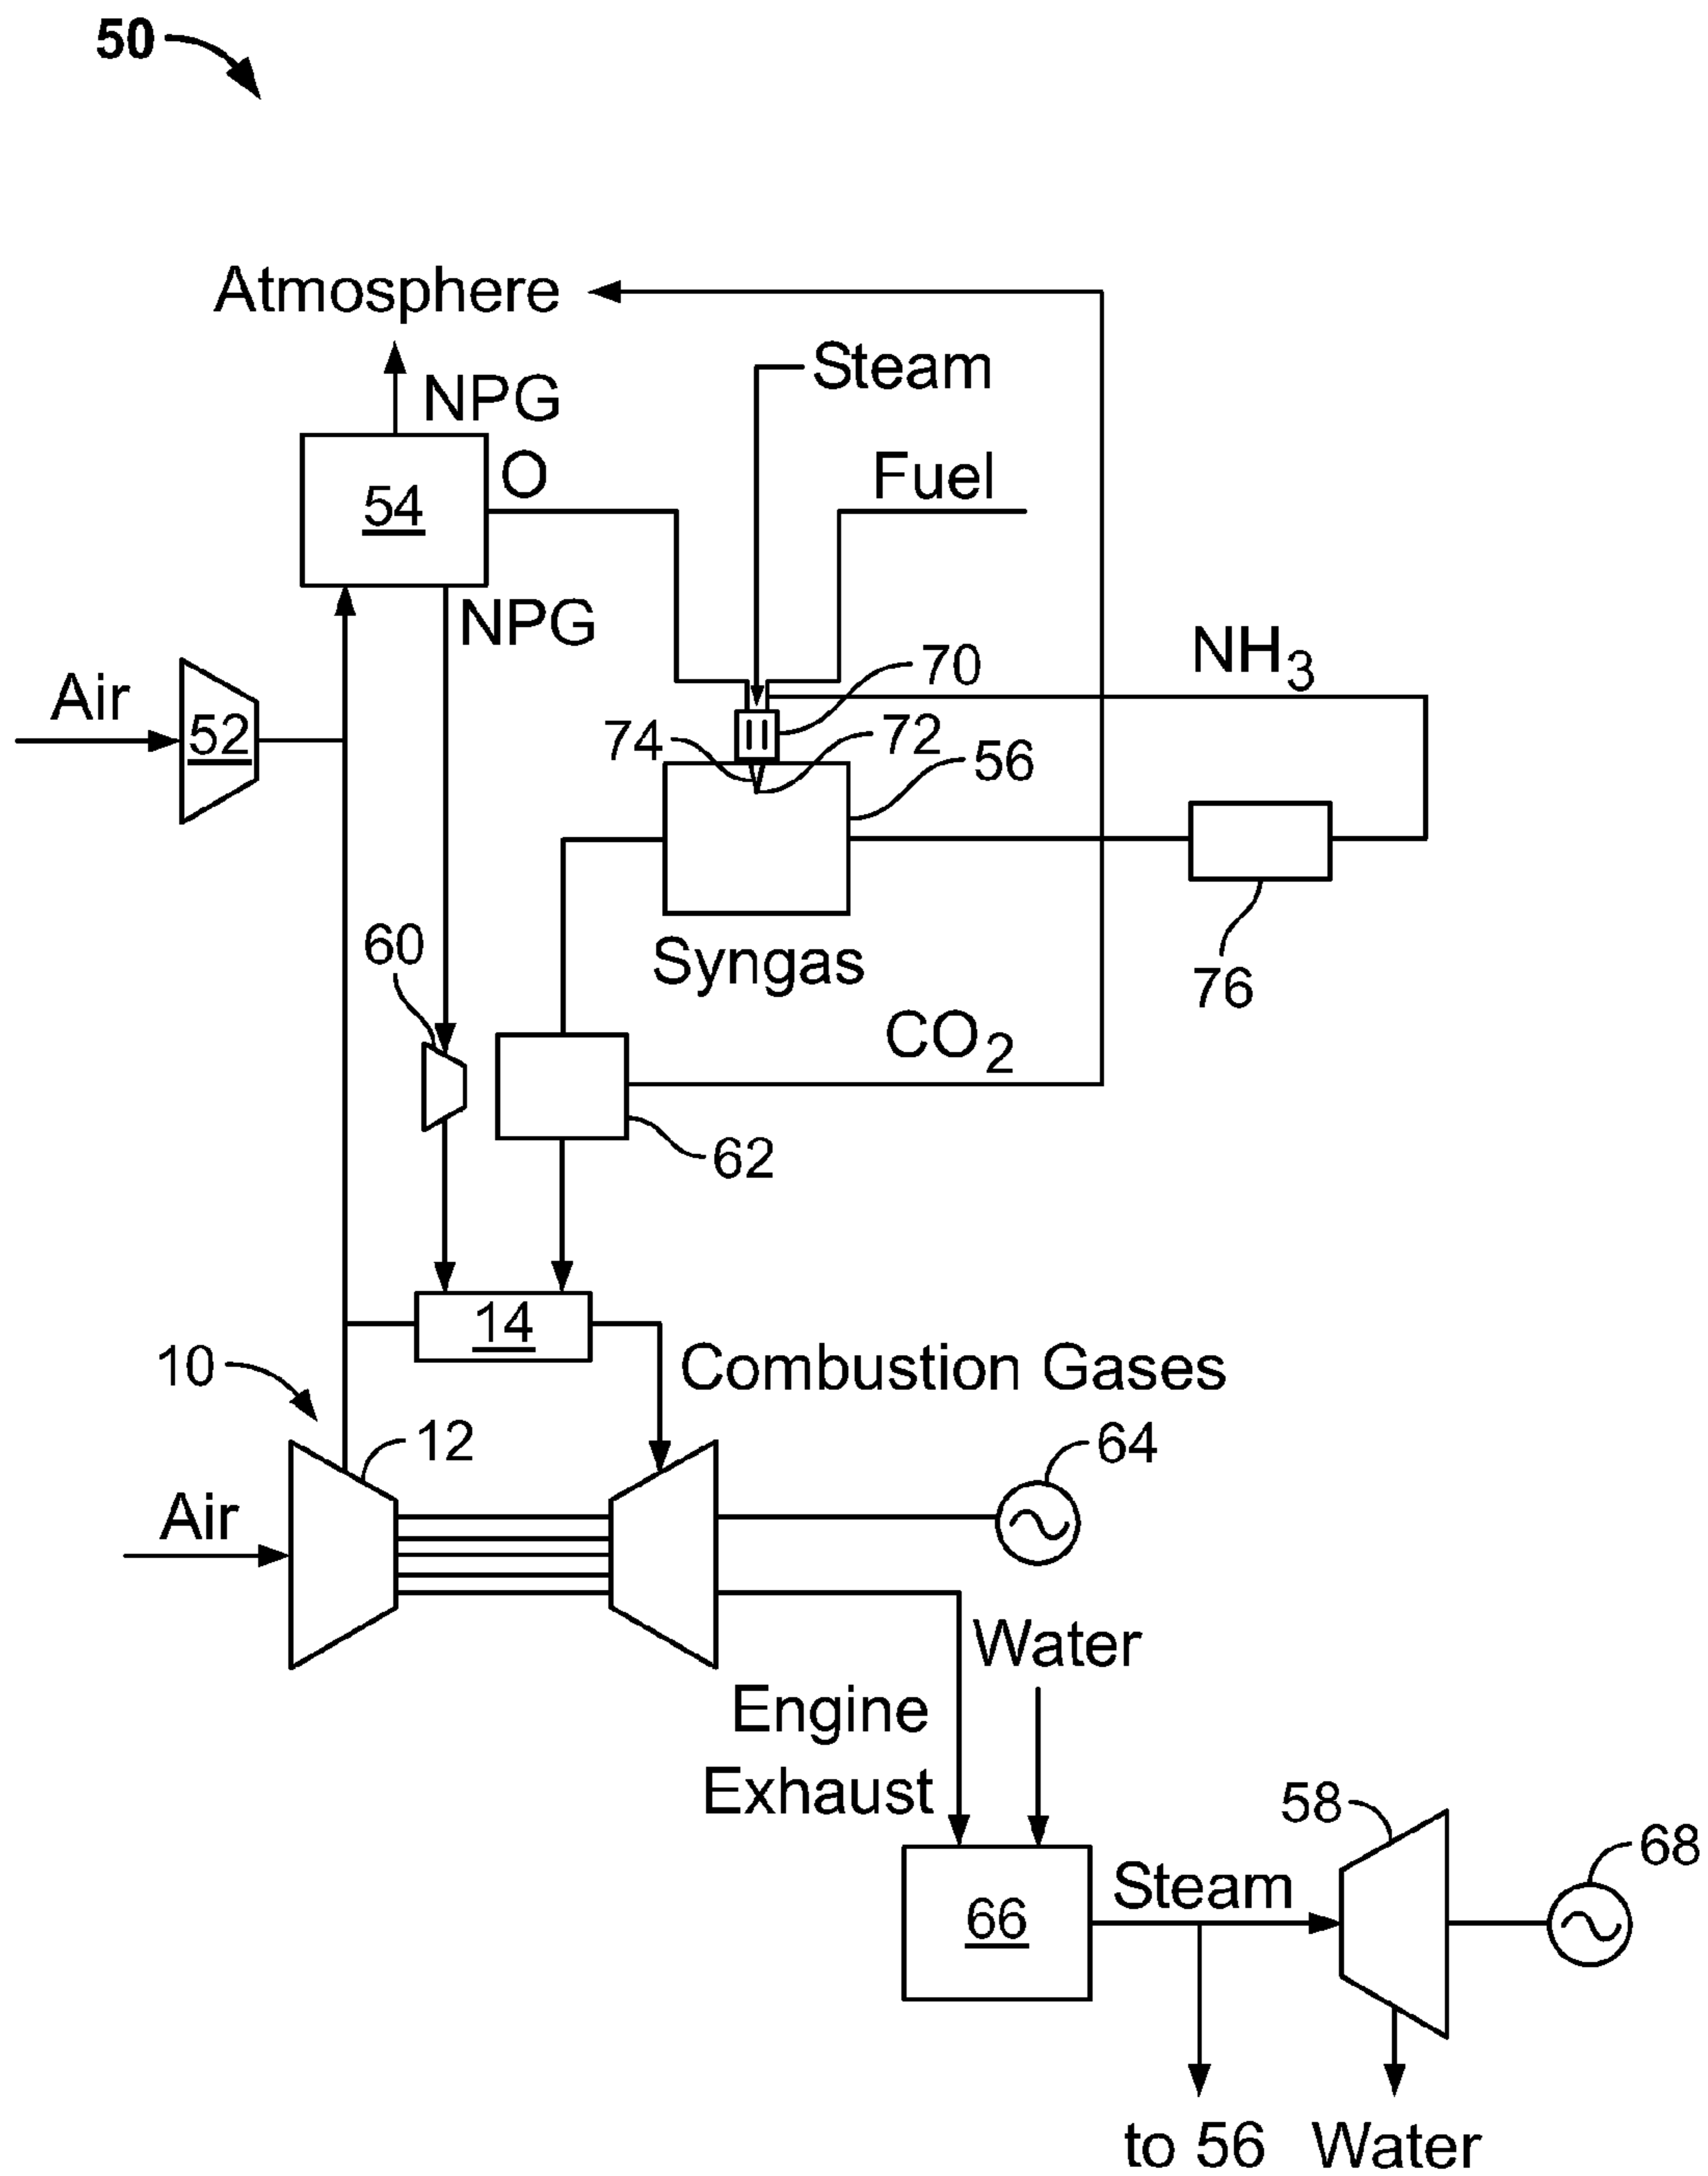 50
Atmosphere
Steam
NPG
O
Fuel
54
NPG
NH3
70
Air
52
74
72
56
60
Syngas
76
CO2
62
14
10
Combustion Gases
12
64
Air
Water
Engine
Exhaust
58
68
Steam
66
to 56
Water